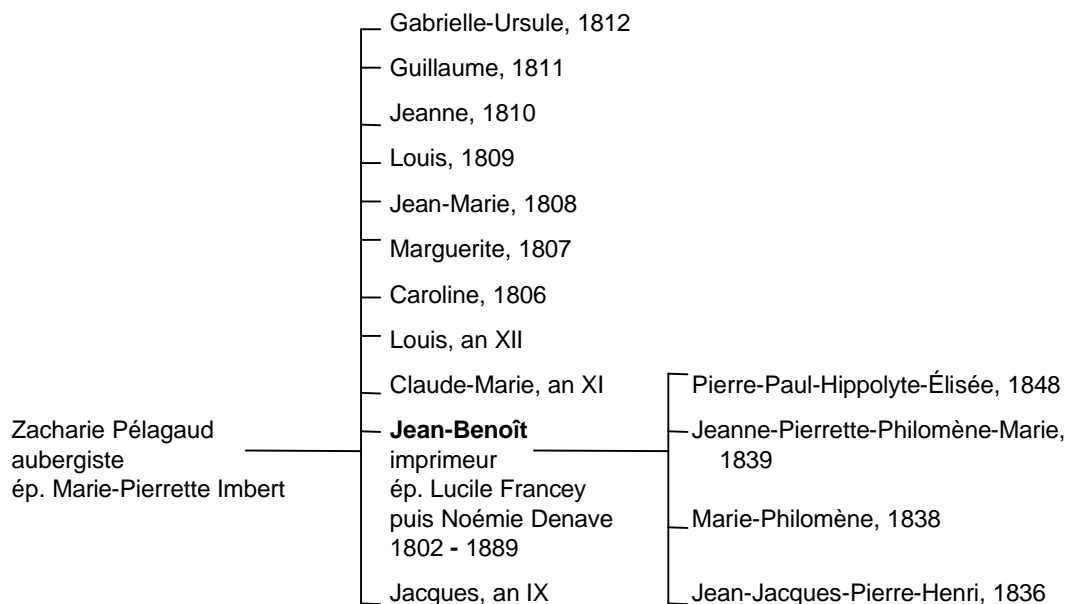 Gabrielle-Ursule, 1812
Guillaume, 1811
Jeanne, 1810
Louis, 1809
Jean-Marie, 1808
Marguerite, 1807
Caroline, 1806
Louis, an XII
Claude-Marie, an XI
Zacharie Pélagaud
aubergiste
ép. Marie-Pierrette Imbert
Jean-Benoît
imprimeur
ép. Lucile Francey
puis Noémie Denave
1802 - 1889
Jacques, an IX
Pierre-Paul-Hippolyte-Élisée, 1848
Jeanne-Pierrette-Philomène-Marie,
1839
Marie-Philomène, 1838
Jean-Jacques-Pierre-Henri, 1836